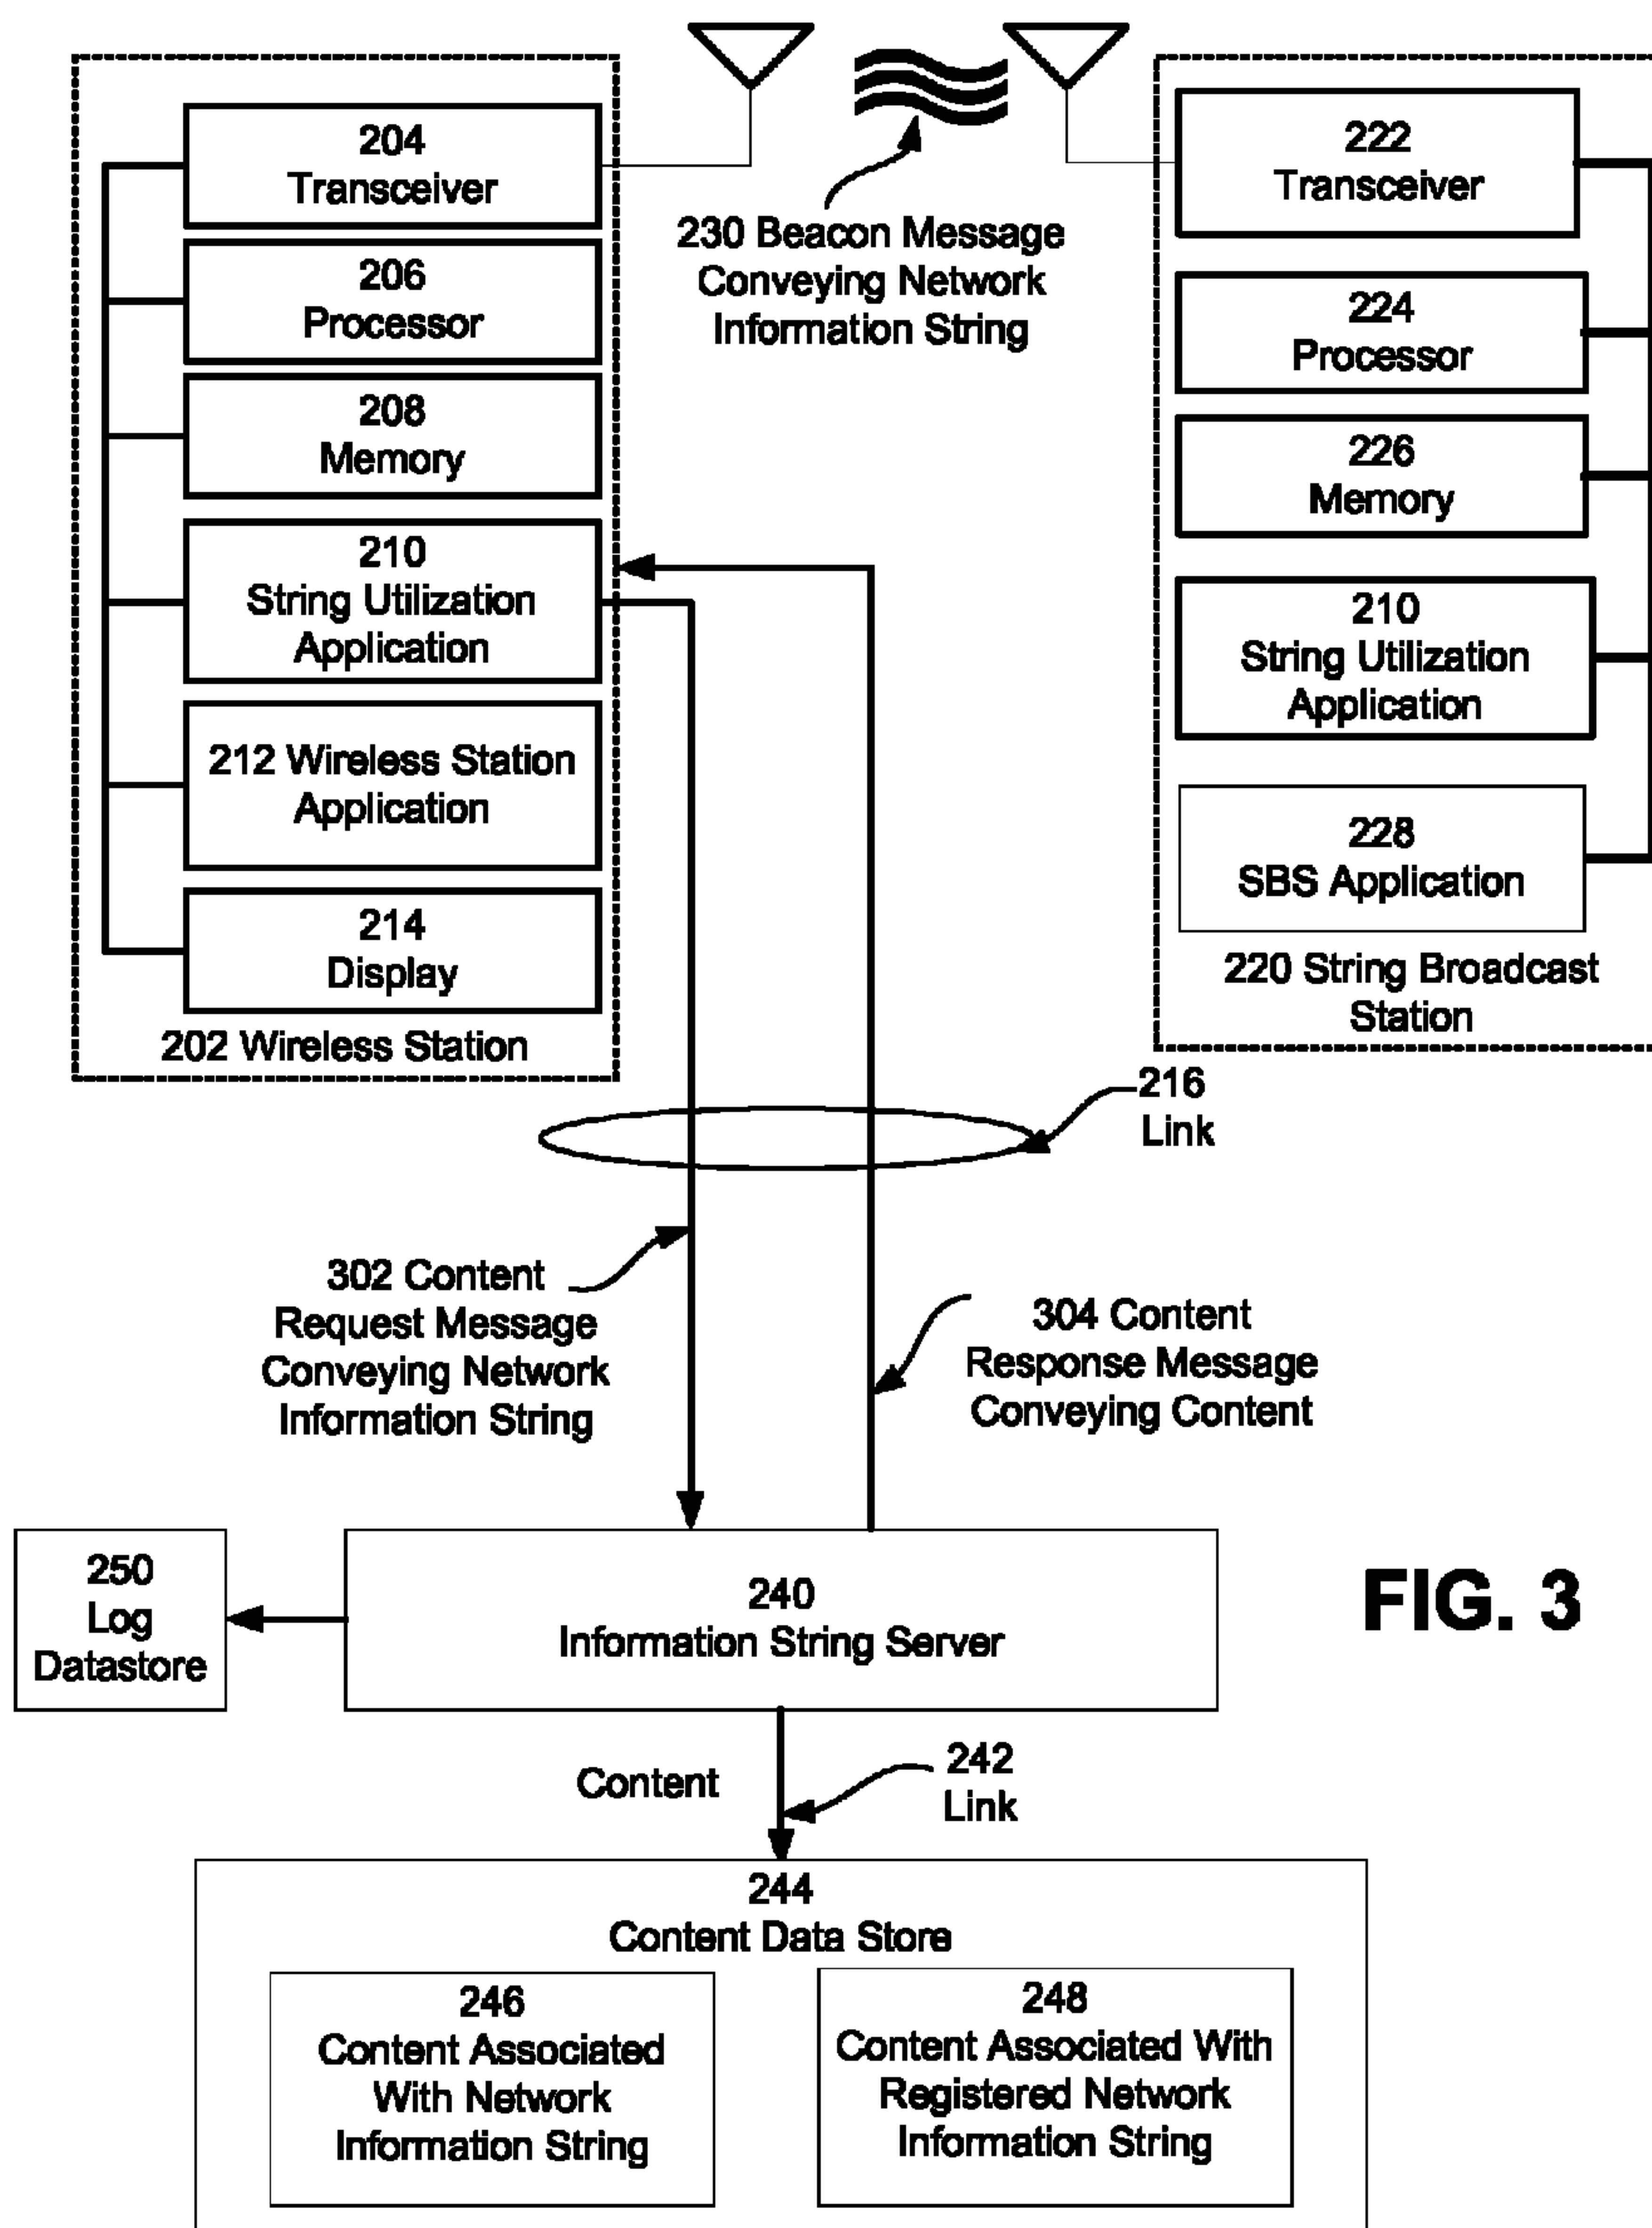 204
Transceiver
206
Processor
208
Memory
210
String Utilization
Application
212 Wireless Station
Application
214
Display
202 Wireless Station
230 Beacon Message
Conveying Network
Information String
222
Transceiver
224
Processor
226
Memory
210
String Utilization
Application
228
SBS Application
220 String Broadcast
Station
216
Link
302 Content
Request Message
Conveying Network
Information String
304 Content
Response Message
Conveying Content
250
Log
Datastore
240
Information String Server
FIG. 3
Content
242
Link
244
Content Data Store
246
Content Associated
With Network
Information String
248
Content Associated With
Registered Network
Information String